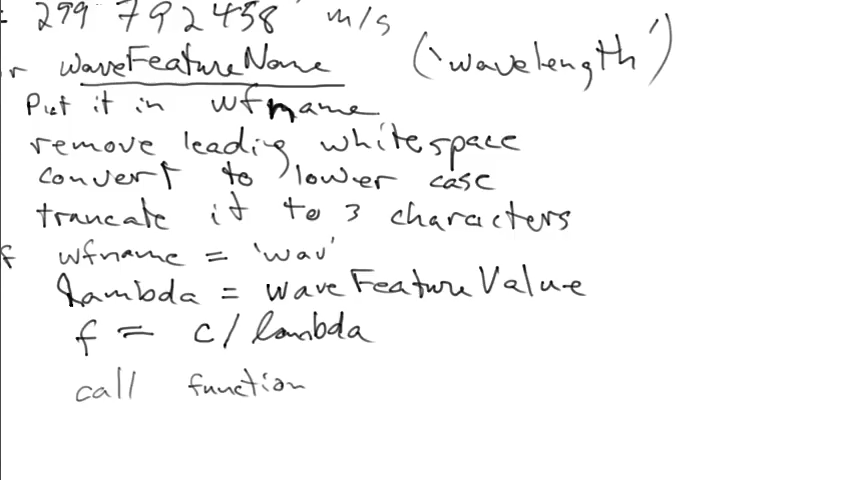 = 299 792 458 m/s
r waveFeatureName ('wavelength')
Put it in wfname
remove leading whitespace
convert to lower case
truncate it to 3 characters
f wfname = 'wav'
lambda = waveFeatureValue
f = c/lambda
call function